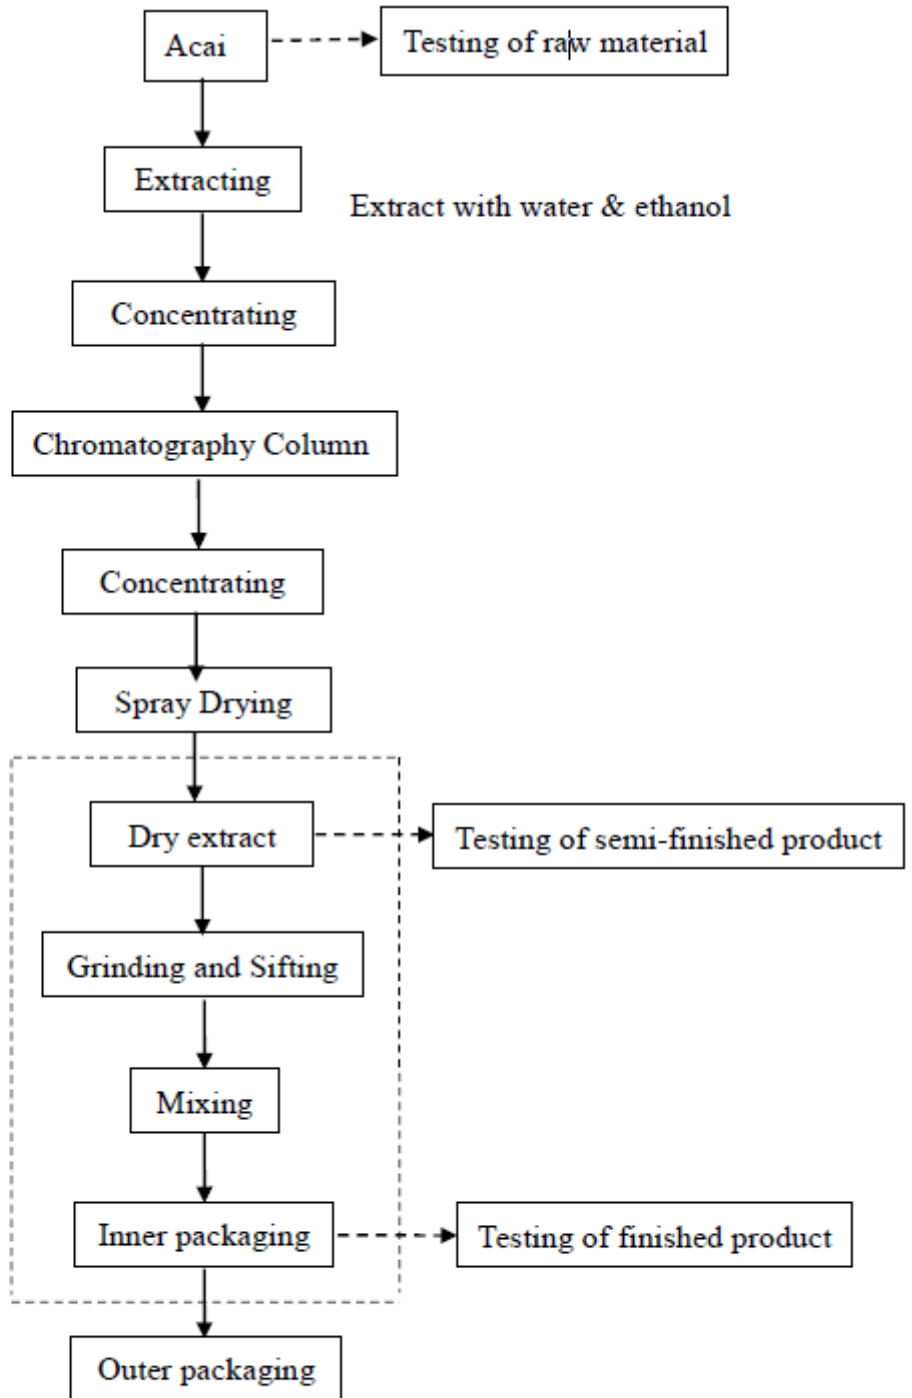 Acai
Testing of raw material
Extracting
Extract with water & ethanol
Concentrating
Chromatography Column
Concentrating
Spray Drying
Dry extract
Testing of semi-finished product
Grinding and Sifting
Mixing
Inner packaging
Testing of finished product
Outer packaging